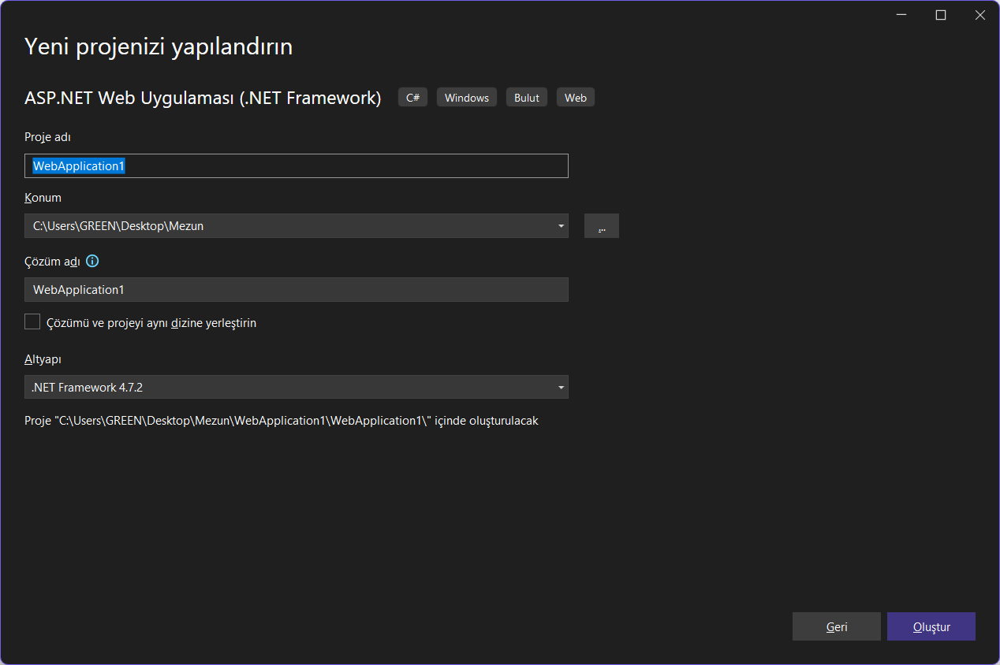 Yeni projenizi yapılandırın
ASP.NET Web Uygulaması (.NET Framework) C# Windows Bulut Web
Proje adı
WebApplication1
Konum
C:\Users\GREEN\Desktop\Mezun ...
Çözüm adı
WebApplication1
Çözümü ve projeyi aynı dizine yerleştirin
Altyapı
.NET Framework 4.7.2
Proje "C:\Users\GREEN\Desktop\Mezun\WebApplication1\WebApplication1\" içinde oluşturulacak
Geri Oluştur